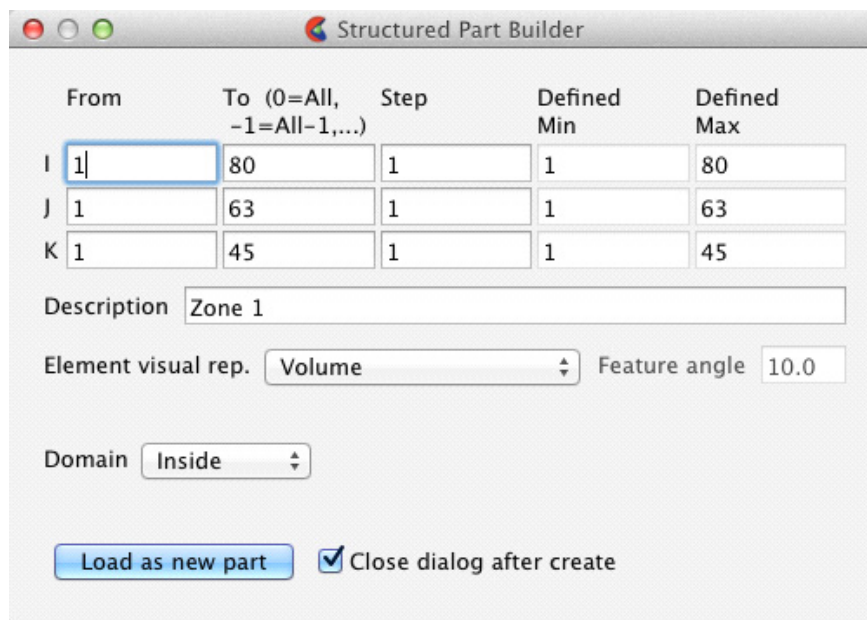 Structured Part Builder
From To (0=All, Step Defined Defined
-1=All-1,...) Min Max
I 1 80 1 1 80
J 1 63 1 1 63
K 1 45 1 1 45
Description Zone 1
Element visual rep. Volume Feature angle 10.0
Domain Inside
Load as new part Close dialog after create